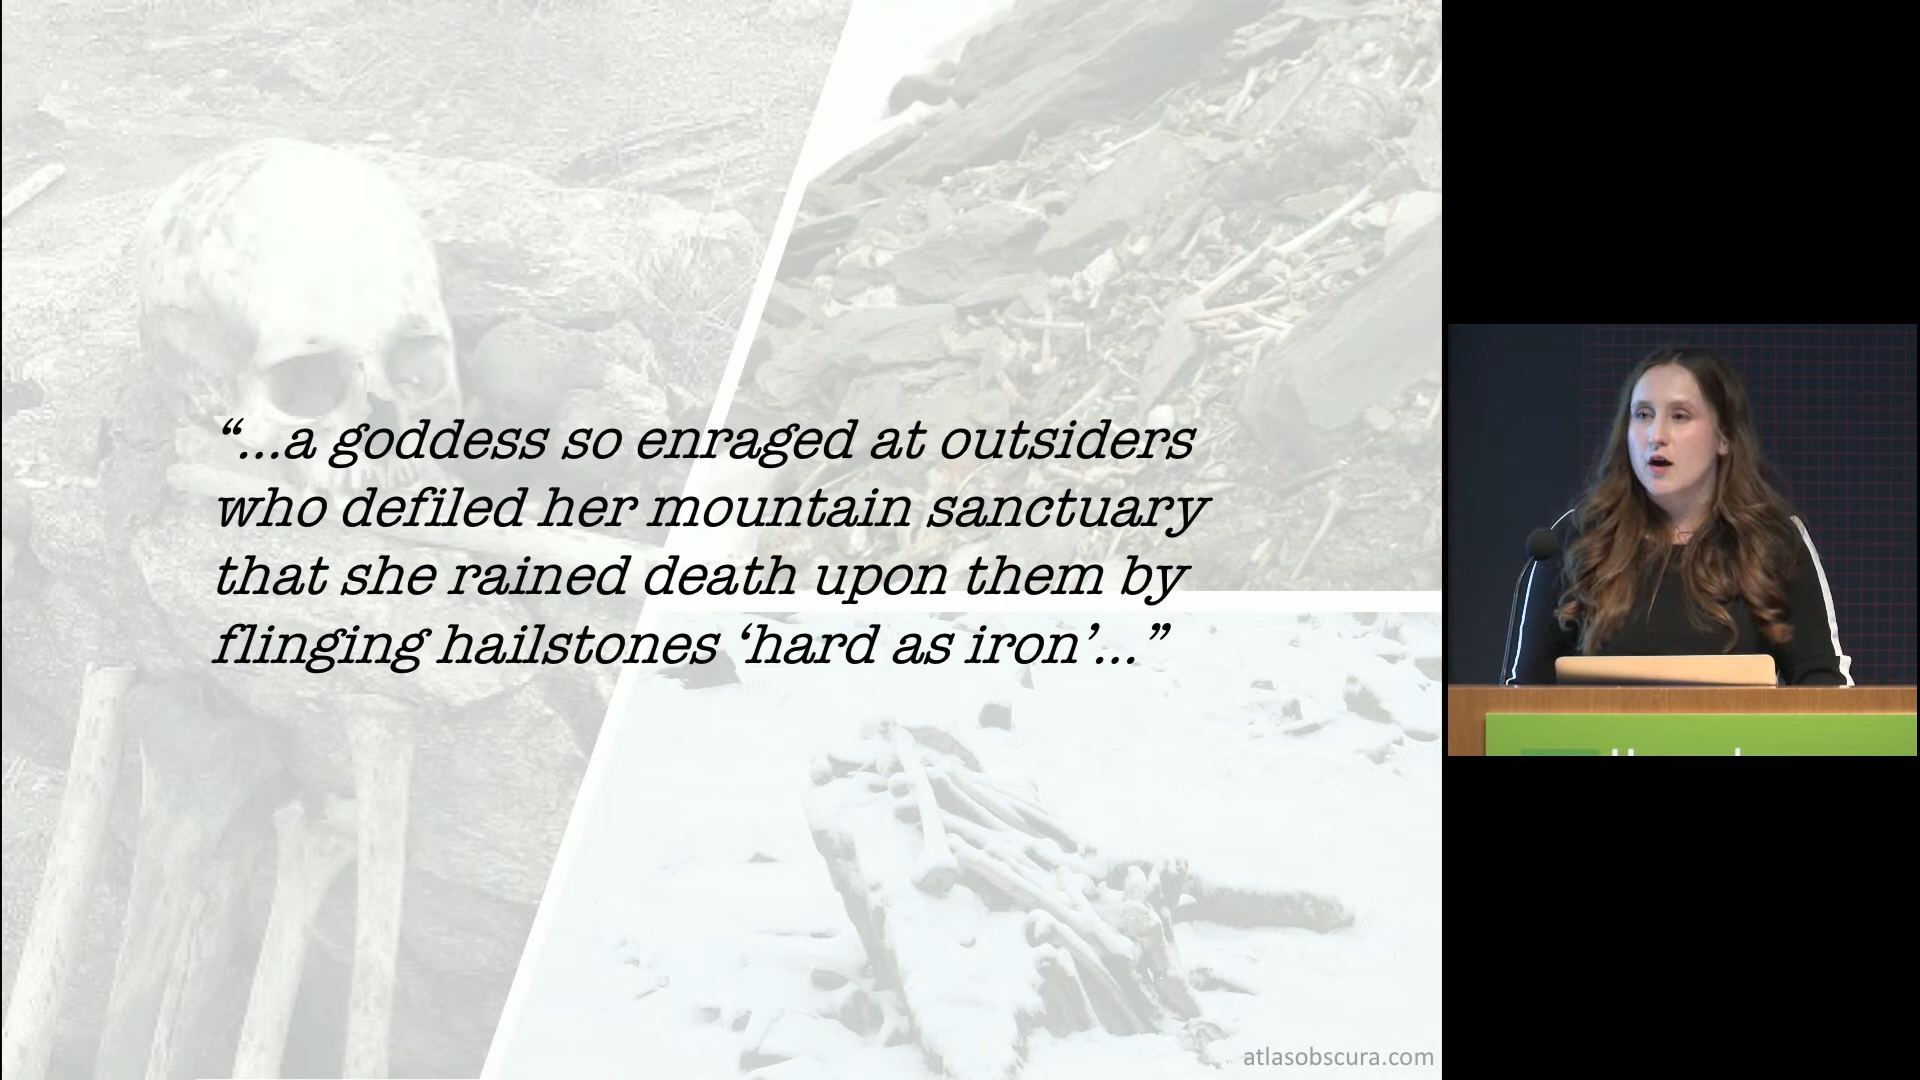 “...a goddess so enraged at outsiders
who defiled her mountain sanctuary
that she rained death upon them by
flinging hailstones ‘hard as iron’...”
atlasobscura.com